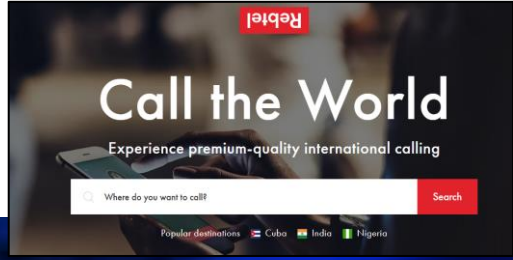 Rebtel
Call the World
Experience premium-quality international calling
Where do you want to call? Search
Popular destinations Cuba India Nigeria